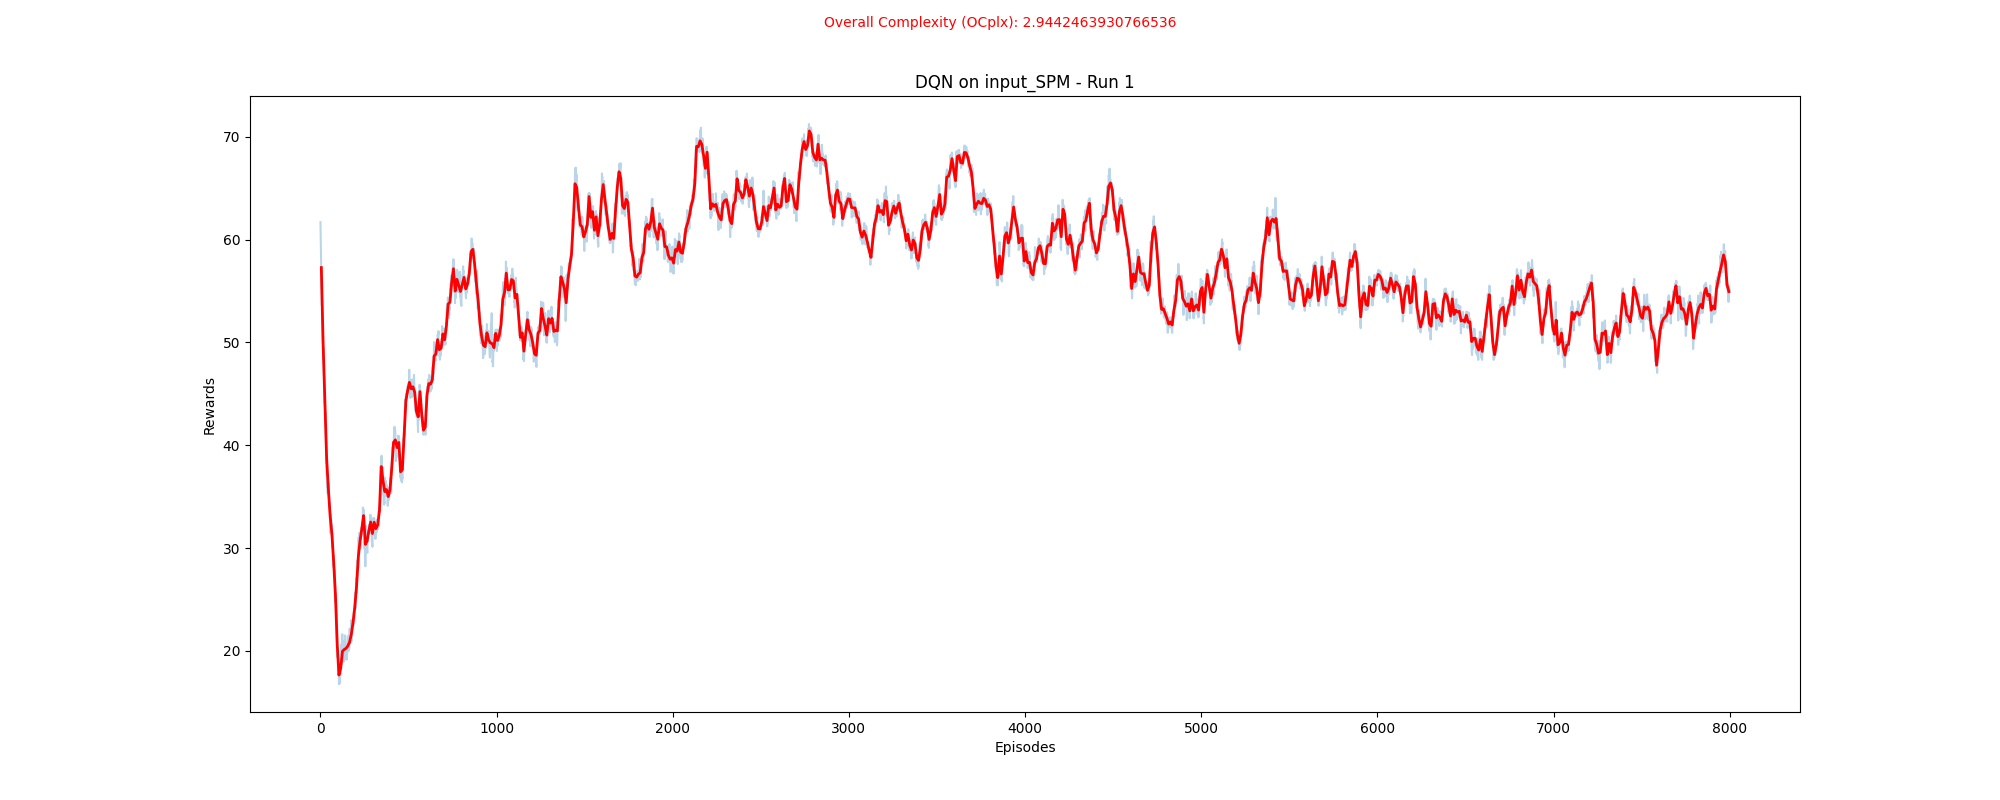 Overall Complexity (OCplx): 2.9442463930766536
DQN on input_SPM - Run 1
70
60
50
40
30
20
Rewards
0 1000 2000 3000 4000 5000 6000 7000 8000
Episodes